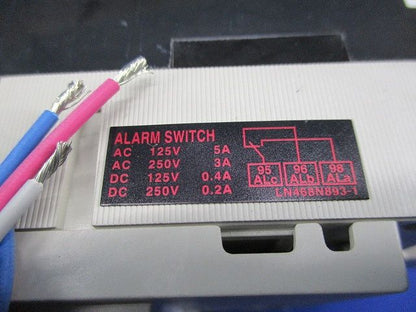 ALARM SWITCH
AC 125V 5A
AC 250V 3A
DC 125V 0.4A
DC 250V 0.2A
95 96 98
ALc ALb ALa
LN468N893-1